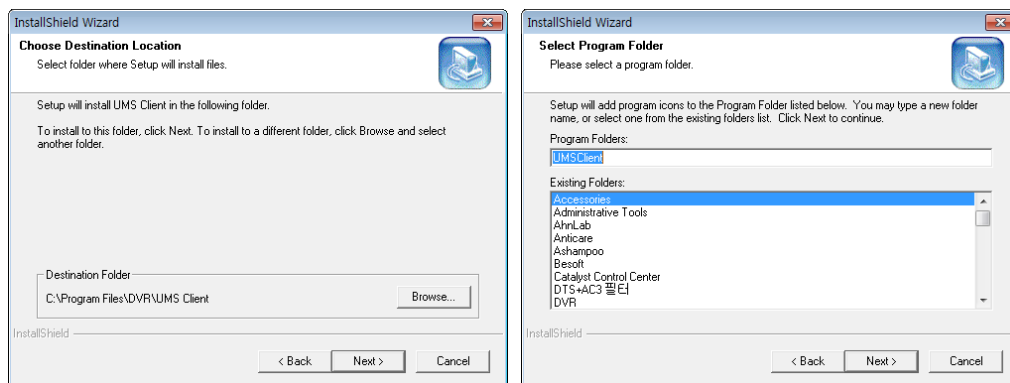 InstallShield Wizard
Choose Destination Location
Select folder where Setup will install files.
Setup will install UMS Client in the following folder.
To install to this folder, click Next. To install to a different folder, click Browse and select
another folder.
Destination Folder
C:\Program Files\DVR\UMS Client
Browse...
InstallShield
< Back
Next >
Cancel
InstallShield Wizard
Select Program Folder
Please select a program folder.
Setup will add program icons to the Program Folder listed below.  You may type a new folder
name, or select one from the existing folders list.  Click Next to continue.
Program Folders:
UMSClient
Existing Folders:
Accessories
Administrative Tools
AhnLab
Anticare
Ashampoo
Besoft
Catalyst Control Center
DTS+AC3 필터
DVR
InstallShield
< Back
Next >
Cancel